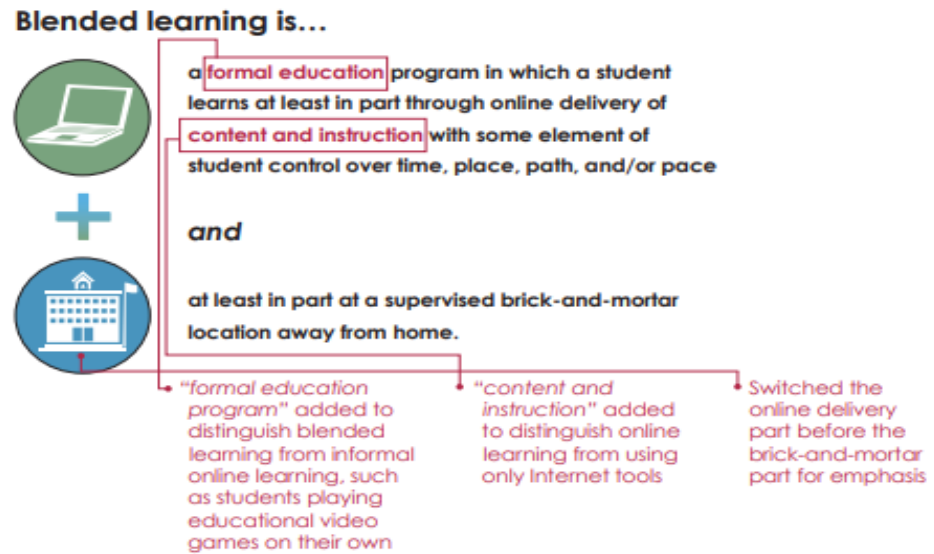 Blended learning is...
a formal education program in which a student
learns at least in part through online delivery of
content and instruction with some element of
student control over time, place, path, and/or pace
and
at least in part at a supervised brick-and-mortar
location away from home.
"formal education
program" added to
distinguish blended
learning from informal
online learning, such
as students playing
educational video
games on their own
"content and
instruction" added
to distinguish online
learning from using
only Internet tools
Switched the
online delivery
part before the
brick-and-mortar
part for emphasis